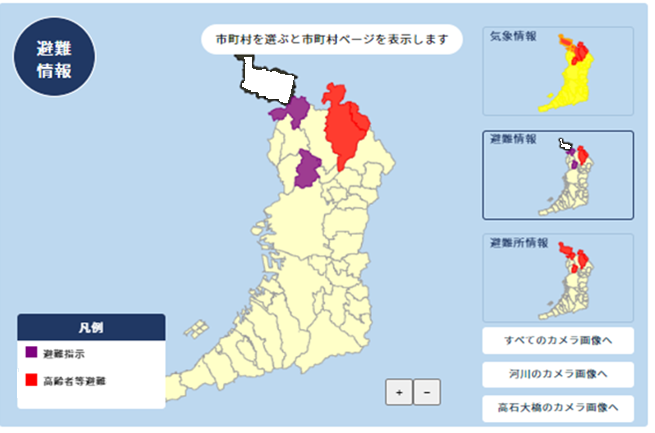 避難
情報
市町村を選ぶと市町村ページを表示します
気象情報
避難情報
避難所情報
凡例
避難指示
高齢者等避難
+
−
すべてのカメラ画像へ
河川のカメラ画像へ
高石大橋のカメラ画像へ